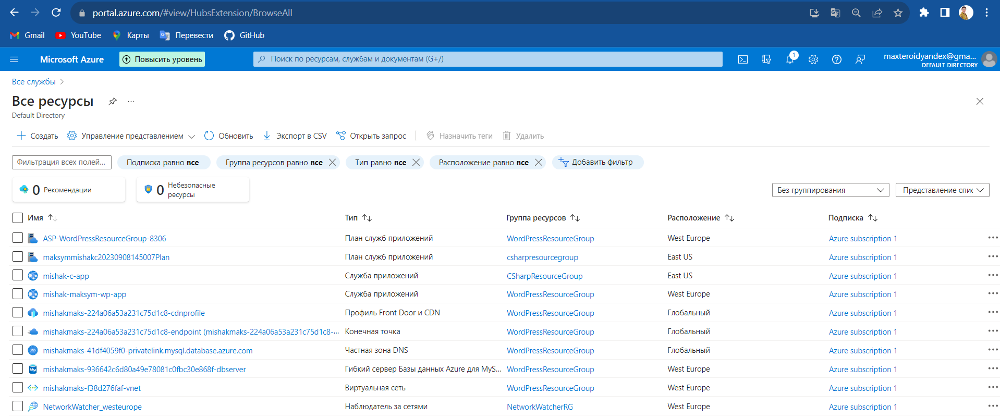 portal.azure.com/#view/HubsExtension/BrowseAll
Gmail YouTube Карты Перевести GitHub
Microsoft Azure Повысить уровень Поиск по ресурсам, службам и документам (G+/) 1 maxteroidyandex@gma...
DEFAULT DIRECTORY
Все службы
Все ресурсы ...
Default Directory
Создать Управление представлением Обновить Экспорт в CSV Открыть запрос Назначить теги Удалить
Фильтрация всех полей... Подписка равно все Группа ресурсов равно все Тип равно все Расположение равно все Добавить фильтр
0 Рекомендации 0 Небезопасные ресурсы Без группирования Представление спис
Имя Тип Группа ресурсов Расположение Подписка
ASP-WordPressResourceGroup-8306 План служб приложений WordPressResourceGroup West Europe Azure subscription 1 ...
maksymmishakc20230908145007Plan План служб приложений csharpresourcegroup East US Azure subscription 1 ...
mishak-c-app Служба приложений CSharpResourceGroup East US Azure subscription 1 ...
mishak-maksym-wp-app Служба приложений WordPressResourceGroup West Europe Azure subscription 1 ...
mishakmaks-224a06a53a231c75d1c8-cdnprofile Профиль Front Door и CDN WordPressResourceGroup Глобальный Azure subscription 1 ...
mishakmaks-224a06a53a231c75d1c8-endpoint (mishakmaks-224a06a53a231c75d1c8-... Конечная точка WordPressResourceGroup Глобальный Azure subscription 1 ...
DNS mishakmaks-41df4059f0-privatelink.mysql.database.azure.com Частная зона DNS WordPressResourceGroup Глобальный Azure subscription 1 ...
My mishakmaks-936642c6d80a49e78081c0fbc30e868f-dbserver Гибкий сервер Базы данных Azure для MyS... WordPressResourceGroup West Europe Azure subscription 1 ...
mishakmaks-f38d276faf-vnet Виртуальная сеть WordPressResourceGroup West Europe Azure subscription 1 ...
NetworkWatcher_westeurope Наблюдатель за сетями NetworkWatcherRG West Europe Azure subscription 1 ...